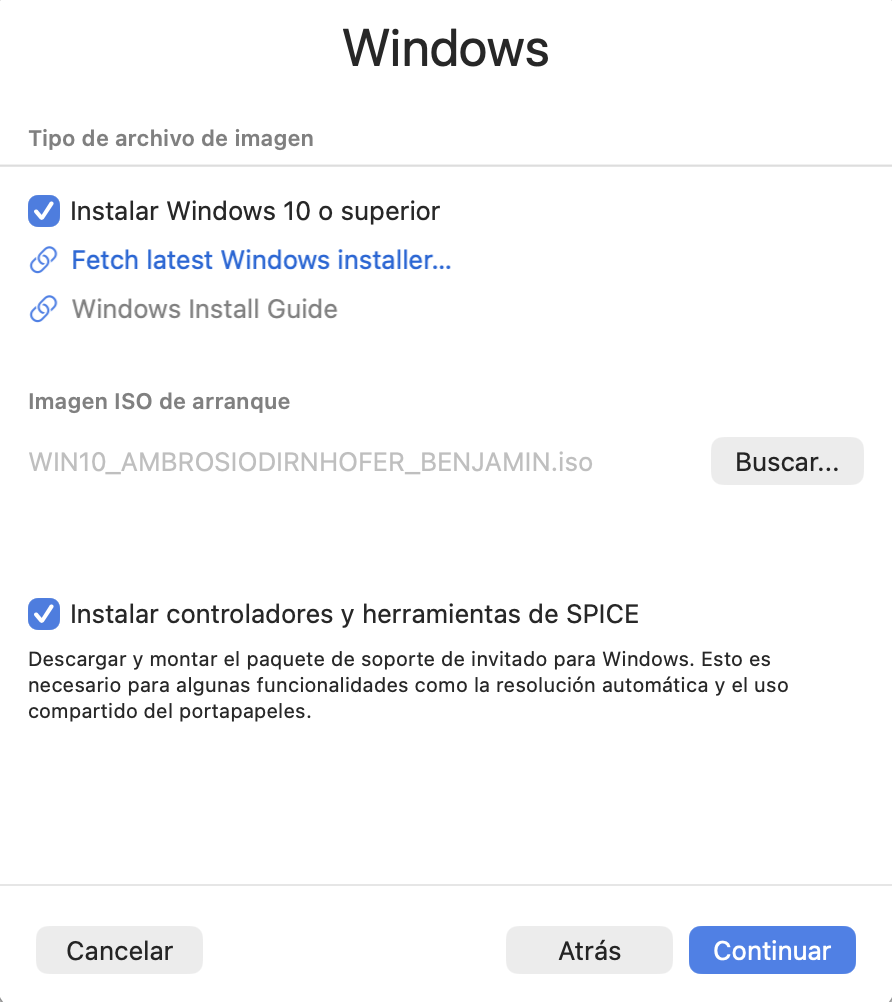 Windows
Tipo de archivo de imagen
Instalar Windows 10 o superior
Fetch latest Windows installer...
Windows Install Guide
Imagen ISO de arranque
WIN10_AMBROSIODIRNHOFER_BENJAMIN.iso
Buscar...
Instalar controladores y herramientas de SPICE
Descargar y montar el paquete de soporte de invitado para Windows. Esto es
necesario para algunas funcionalidades como la resolución automática y el uso
compartido del portapapeles.
Cancelar
Atrás
Continuar